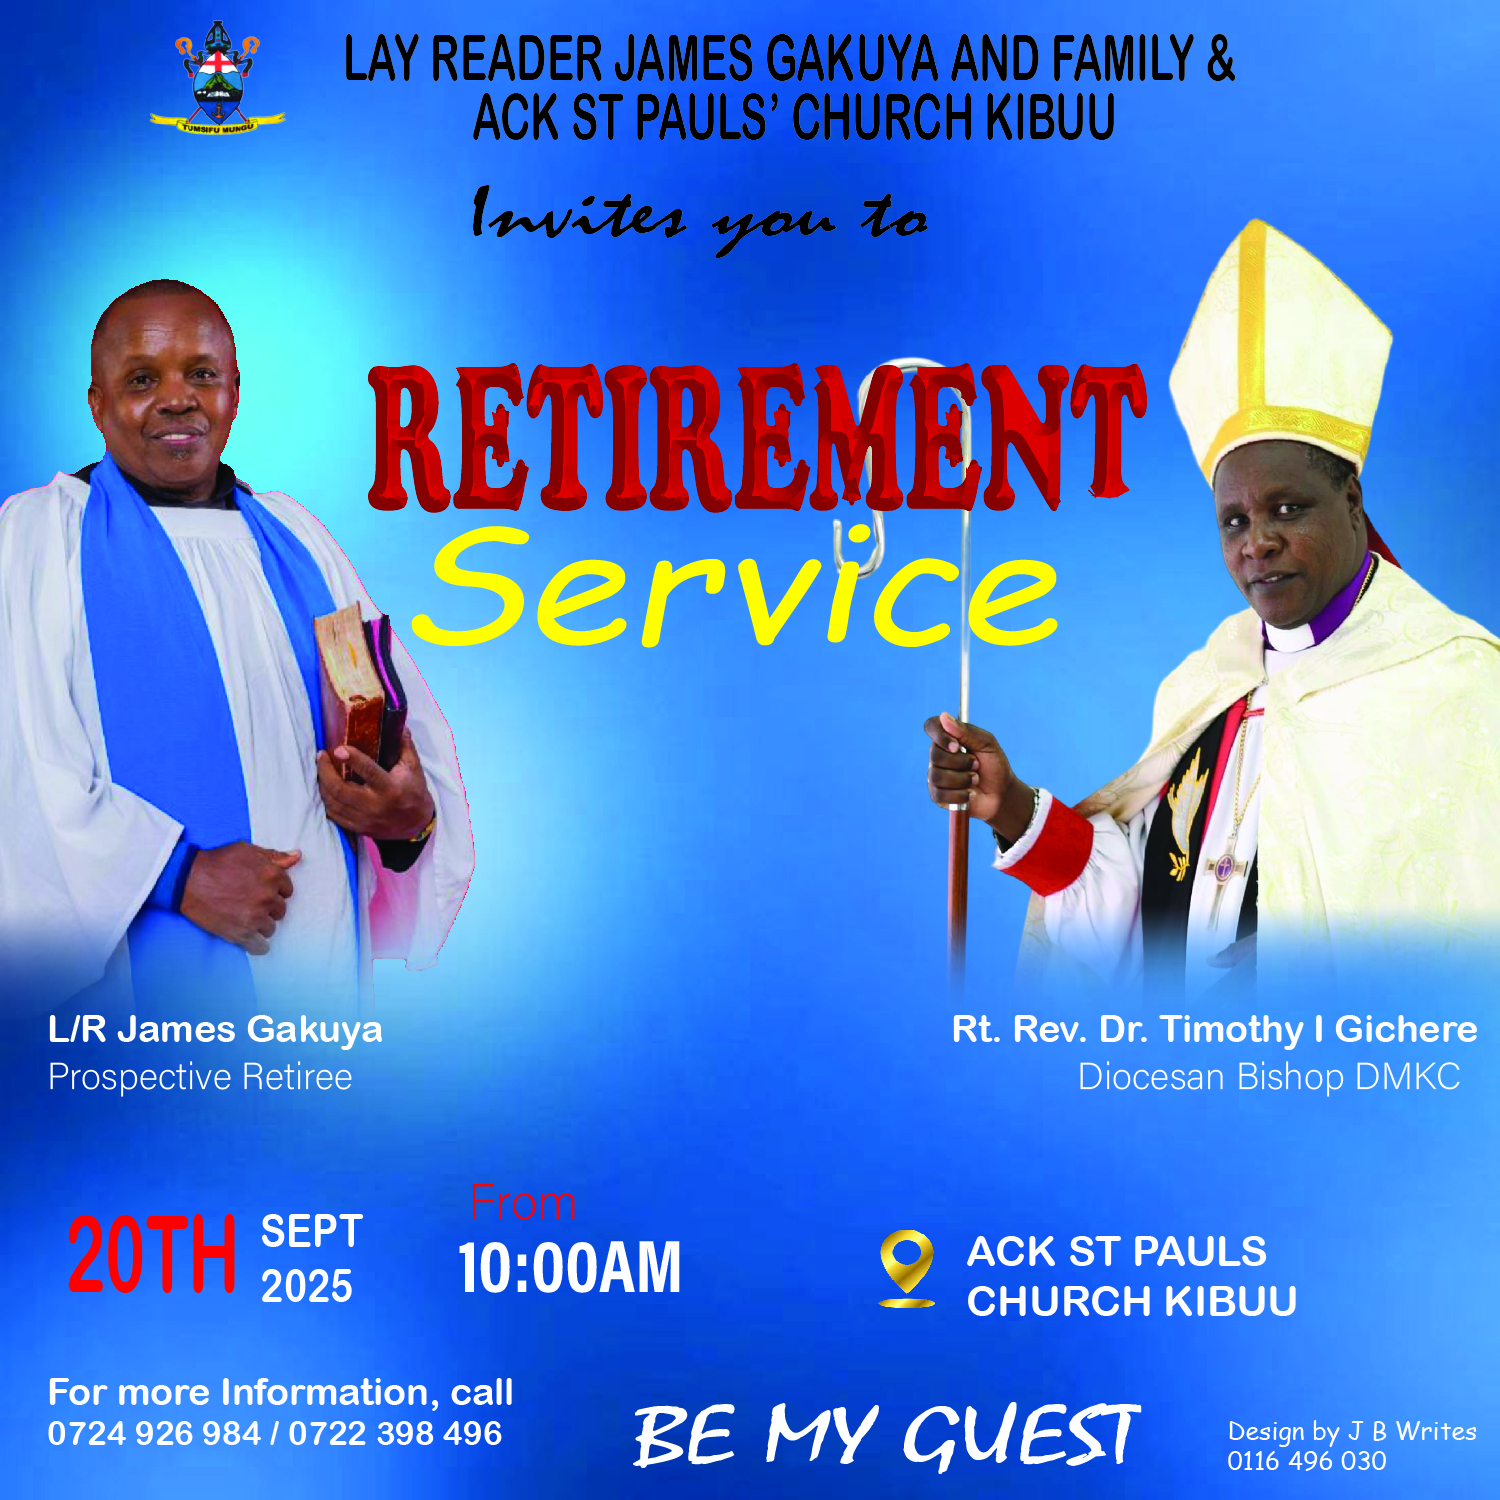 TUMSIFU MUNGU
LAY READER JAMES GAKUYA AND FAMILY &
ACK ST PAULS' CHURCH KIBUU
Invites you to
RETIREMENT
Service
L/R James Gakuya
Prospective Retiree
Rt. Rev. Dr. Timothy I Gichere
Diocesan Bishop DMKC
20TH SEPT
2025
From
10:00AM
ACK ST PAULS
CHURCH KIBUU
For more Information, call
0724 926 984 / 0722 398 496
BE MY GUEST
Design by J B Writes
0116 496 030